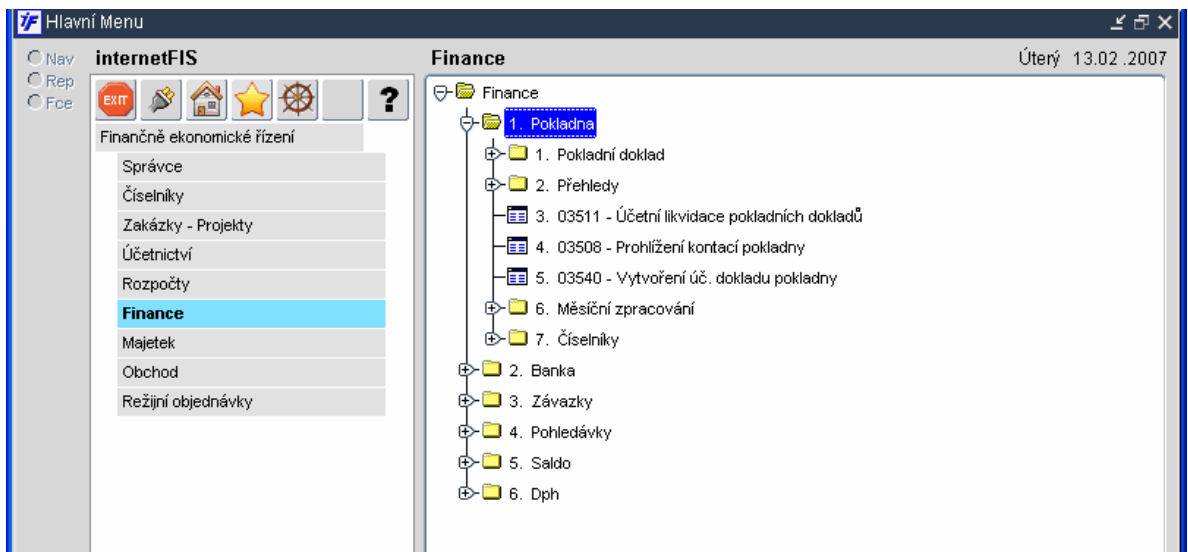 iF Hlavní Menu
Nav
Rep
Fce
internetFIS
EXIT ?
Finančně ekonomické řízení
Správce
Číselníky
Zakázky - Projekty
Účetnictví
Rozpočty
Finance
Majetek
Obchod
Režijní objednávky
Finance
Úterý 13.02 .2007
Finance
1. Pokladna
1. Pokladní doklad
2. Přehledy
3. 03511 - Účetní likvidace pokladních dokladů
4. 03508 - Prohlížení kontací pokladny
5. 03540 - Vytvoření úč. dokladu pokladny
6. Měsíční zpracování
7. Číselníky
2. Banka
3. Závazky
4. Pohledávky
5. Saldo
6. Dph